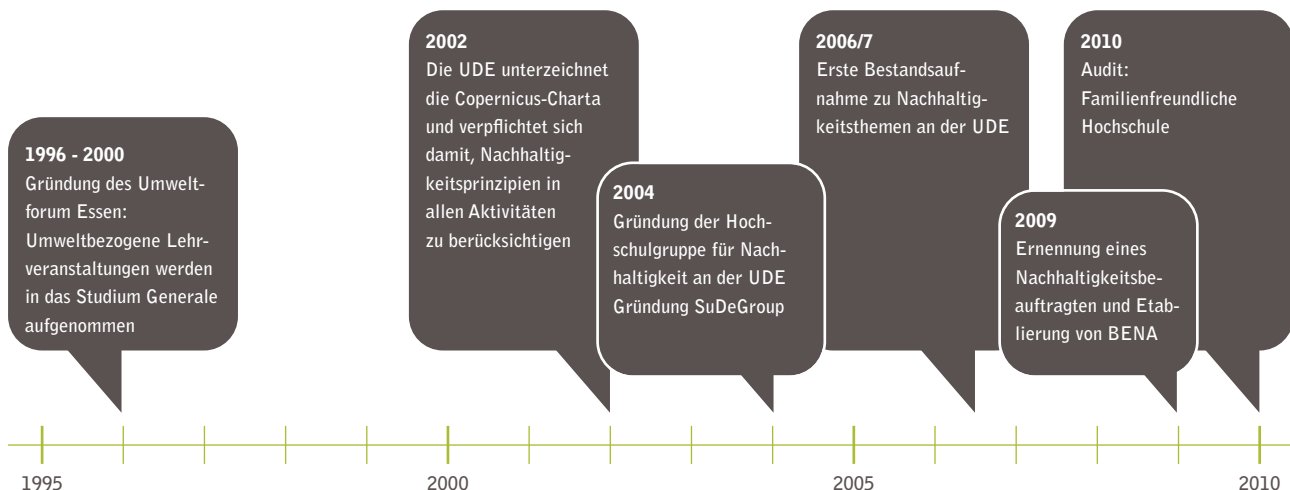 1996 - 2000
Gründung des Umwelt-
forum Essen:
Umweltbezogene Lehr-
veranstaltungen werden
in das Studium Generale
aufgenommen
2002
Die UDE unterzeichnet
die Copernicus-Charta
und verpflichtet sich
damit, Nachhaltig-
keitsprinzipien in
allen Aktivitäten
zu berücksichtigen
2004
Gründung der Hoch-
schulgruppe für Nach-
haltigkeit an der UDE
Gründung SuDeGroup
2006/7
Erste Bestandsauf-
nahme zu Nachhaltig-
keitsthemen an der UDE
2009
Ernennung eines
Nachhaltigkeitsbe-
auftragten und Etab-
lierung von BENA
2010
Audit:
Familienfreundliche
Hochschule
1995
2000
2005
2010